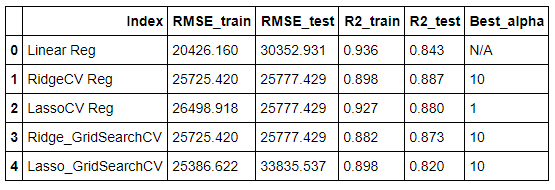 Index RMSE_train RMSE_test R2_train R2_test Best_alpha
0 Linear Reg 20426.160 30352.931 0.936 0.843 N/A
1 RidgeCV Reg 25725.420 25777.429 0.898 0.887 10
2 LassoCV Reg 26498.918 25777.429 0.927 0.880 1
3 Ridge_GridSearchCV 25725.420 25777.429 0.882 0.873 10
4 Lasso_GridSearchCV 25386.622 33835.537 0.898 0.820 10